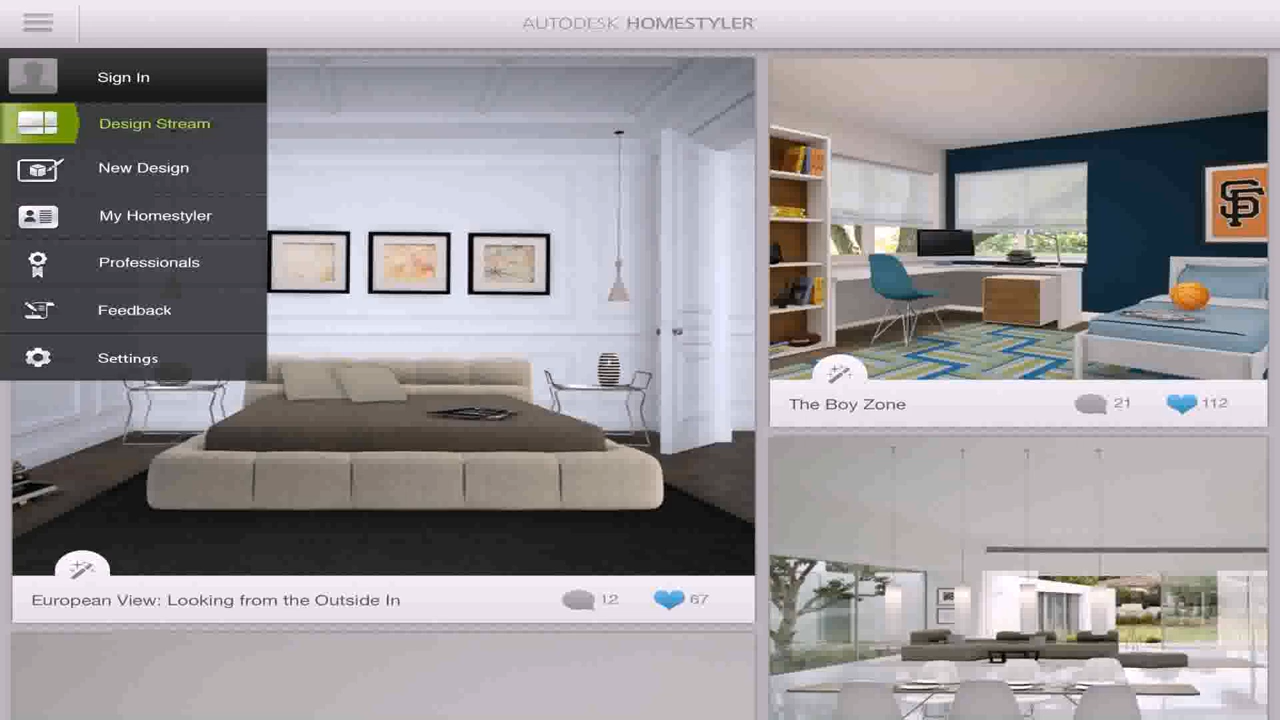 AUTODESK HOMESTYLER
Sign In
Design Stream
New Design
My Homestyler
Professionals
Feedback
Settings
SF
The Boy Zone
21
112
European View: Looking from the Outside In
12
67